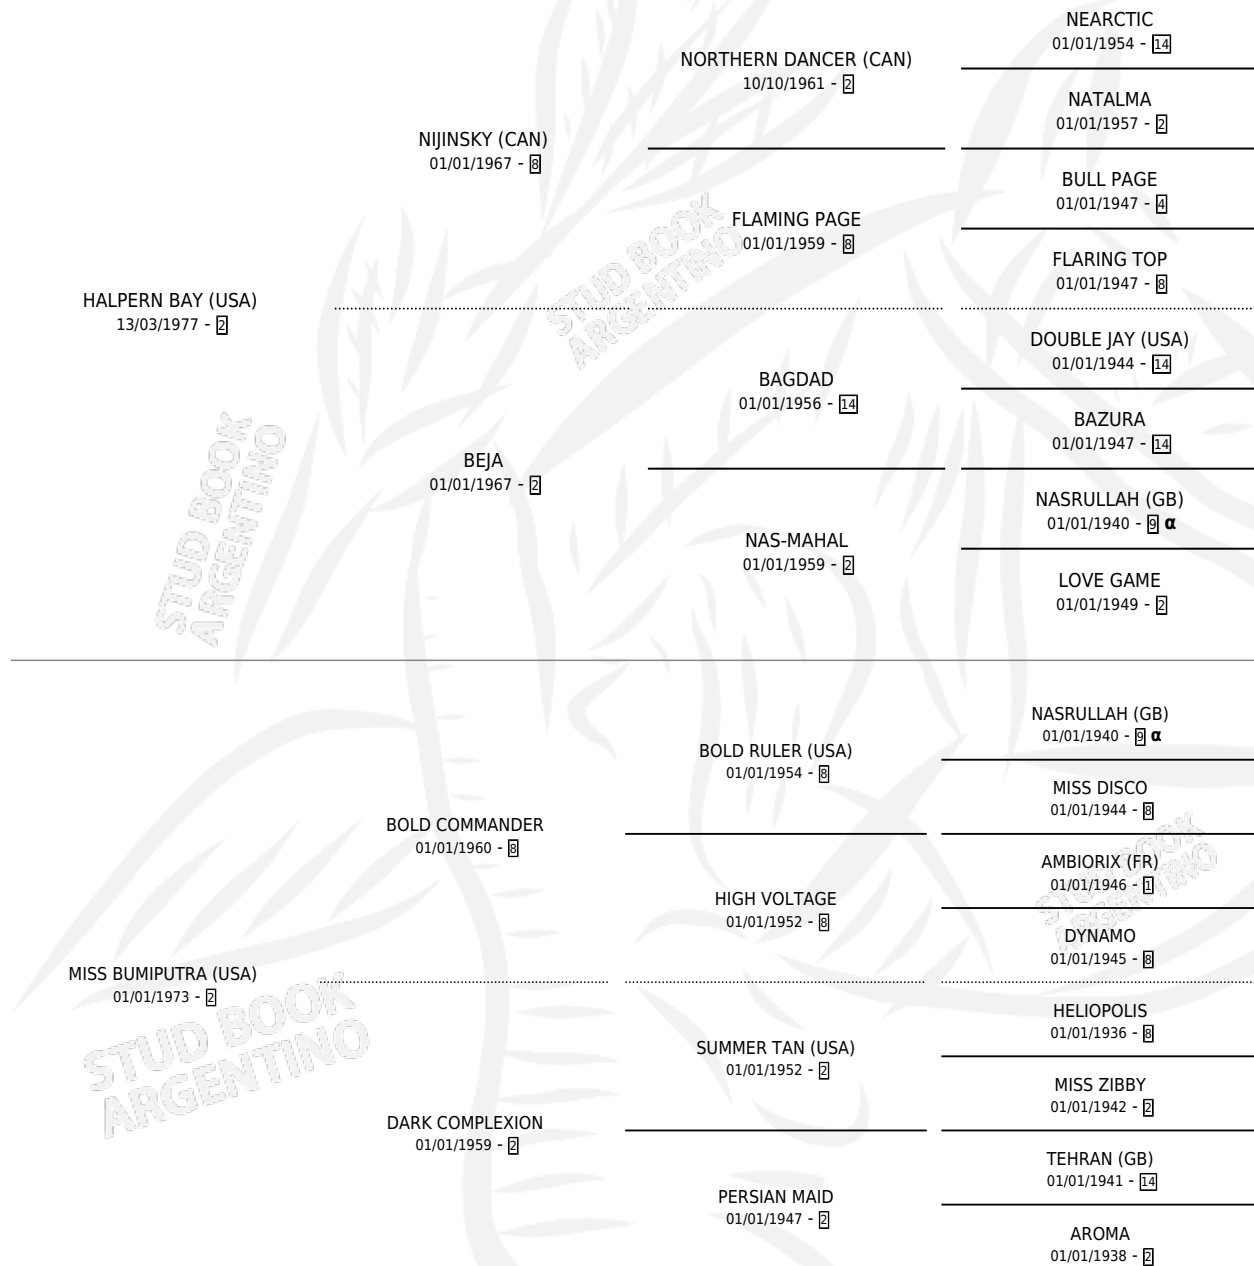 NEARCTIC
01/01/1954 - 14
NORTHERN DANCER (CAN)
10/10/1961 - 2
NATALMA
01/01/1957 - 2
NIJINSKY (CAN)
01/01/1967 - 8
BULL PAGE
01/01/1947 - 4
FLAMING PAGE
01/01/1959 - 8
FLARING TOP
01/01/1947 - 8
HALPERN BAY (USA)
13/03/1977 - 2
DOUBLE JAY (USA)
01/01/1944 - 14
BAGDAD
01/01/1956 - 14
BAZURA
01/01/1947 - 14
BEJA
01/01/1967 - 2
NASRULLAH (GB)
01/01/1940 - 9 α
NAS-MAHAL
01/01/1959 - 2
LOVE GAME
01/01/1949 - 2
NASRULLAH (GB)
01/01/1940 - 9 α
BOLD RULER (USA)
01/01/1954 - 8
MISS DISCO
01/01/1944 - 8
BOLD COMMANDER
01/01/1960 - 8
AMBIORIX (FR)
01/01/1946 - 1
HIGH VOLTAGE
01/01/1952 - 8
DYNAMO
01/01/1945 - 8
MISS BUMIPUTRA (USA)
01/01/1973 - 2
HELIOPOLIS
01/01/1936 - 8
SUMMER TAN (USA)
01/01/1952 - 2
MISS ZIBBY
01/01/1942 - 2
DARK COMPLEXION
01/01/1959 - 2
TEHRAN (GB)
01/01/1941 - 14
PERSIAN MAID
01/01/1947 - 2
AROMA
01/01/1938 - 2
STUD BOOK
ARGENTINO
STUD BOOK
ARGENTINO
STUD BOOK
ARGENTINO
STUD BOOK
ARGENTINO